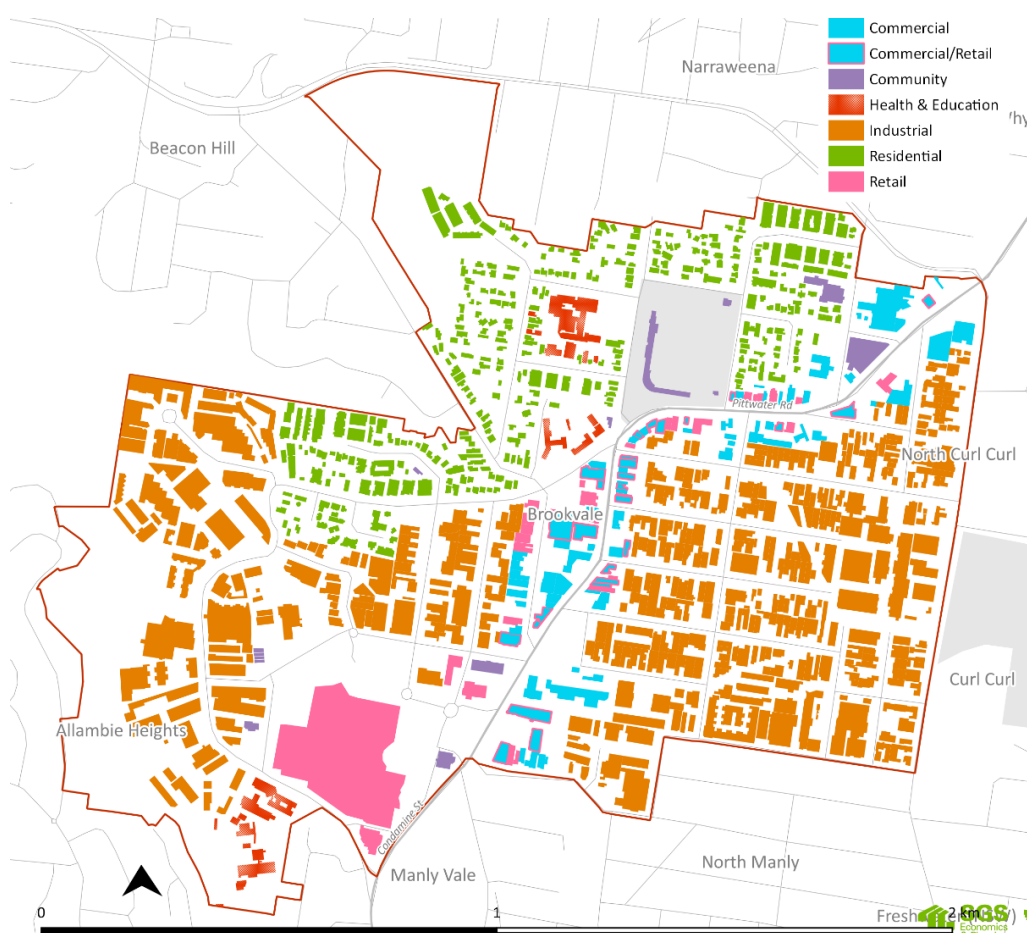 Commercial
Commercial/Retail
Community
Health & Education
Industrial
Residential
Retail
Narraweena
Beacon Hill
Pittwater Rd
North Curl Curl
Brookvale
Curl Curl
Allambie Heights
Condamine St
Manly Vale
North Manly
0
1
2 km
SGS
Economics